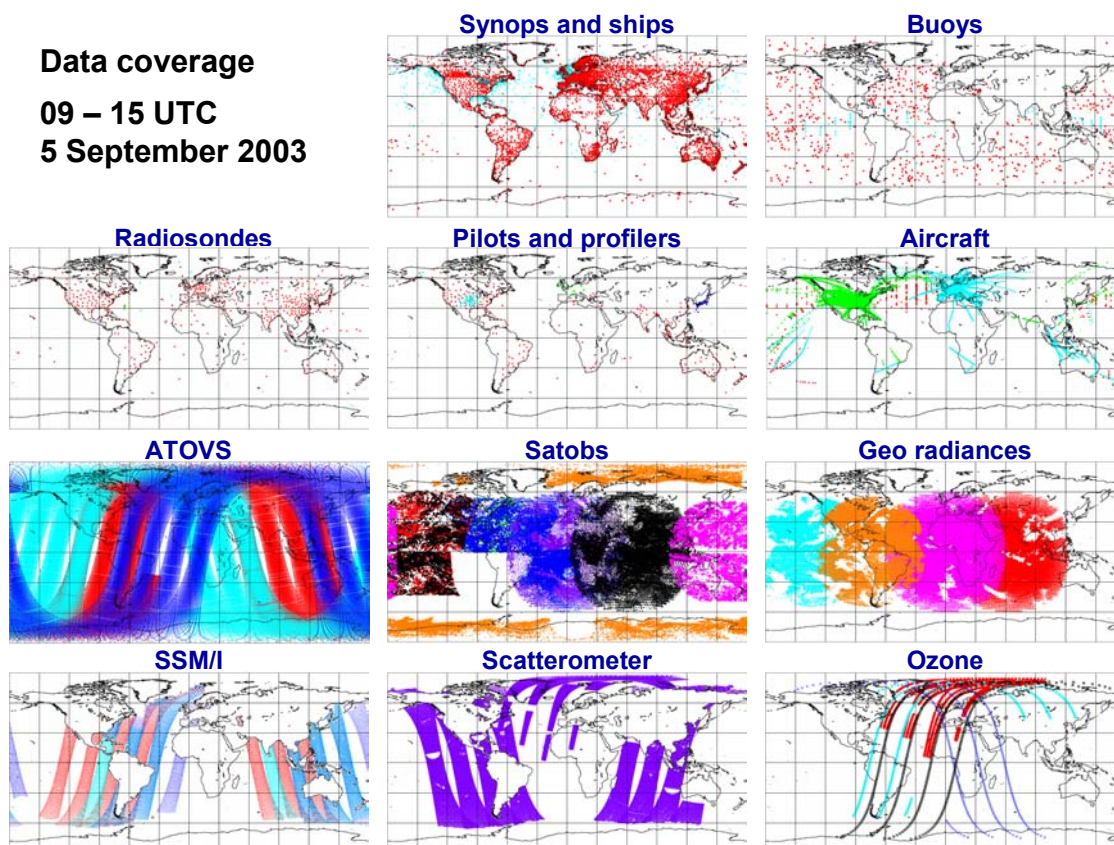 Data coverage
09 – 15 UTC
5 September 2003
Synops and ships
Buoys
Radiosondes
Pilots and profilers
Aircraft
ATOVS
Satobs
Geo radiances
SSM/I
Scatterometer
Ozone